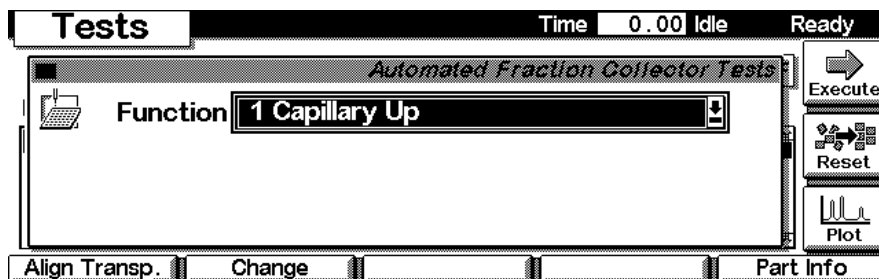 Tests
Time 0.00 Idle Ready
Automated Fraction Collector Tests
Function 1 Capillary Up
Execute
Reset
Plot
Align Transp. Change Part Info